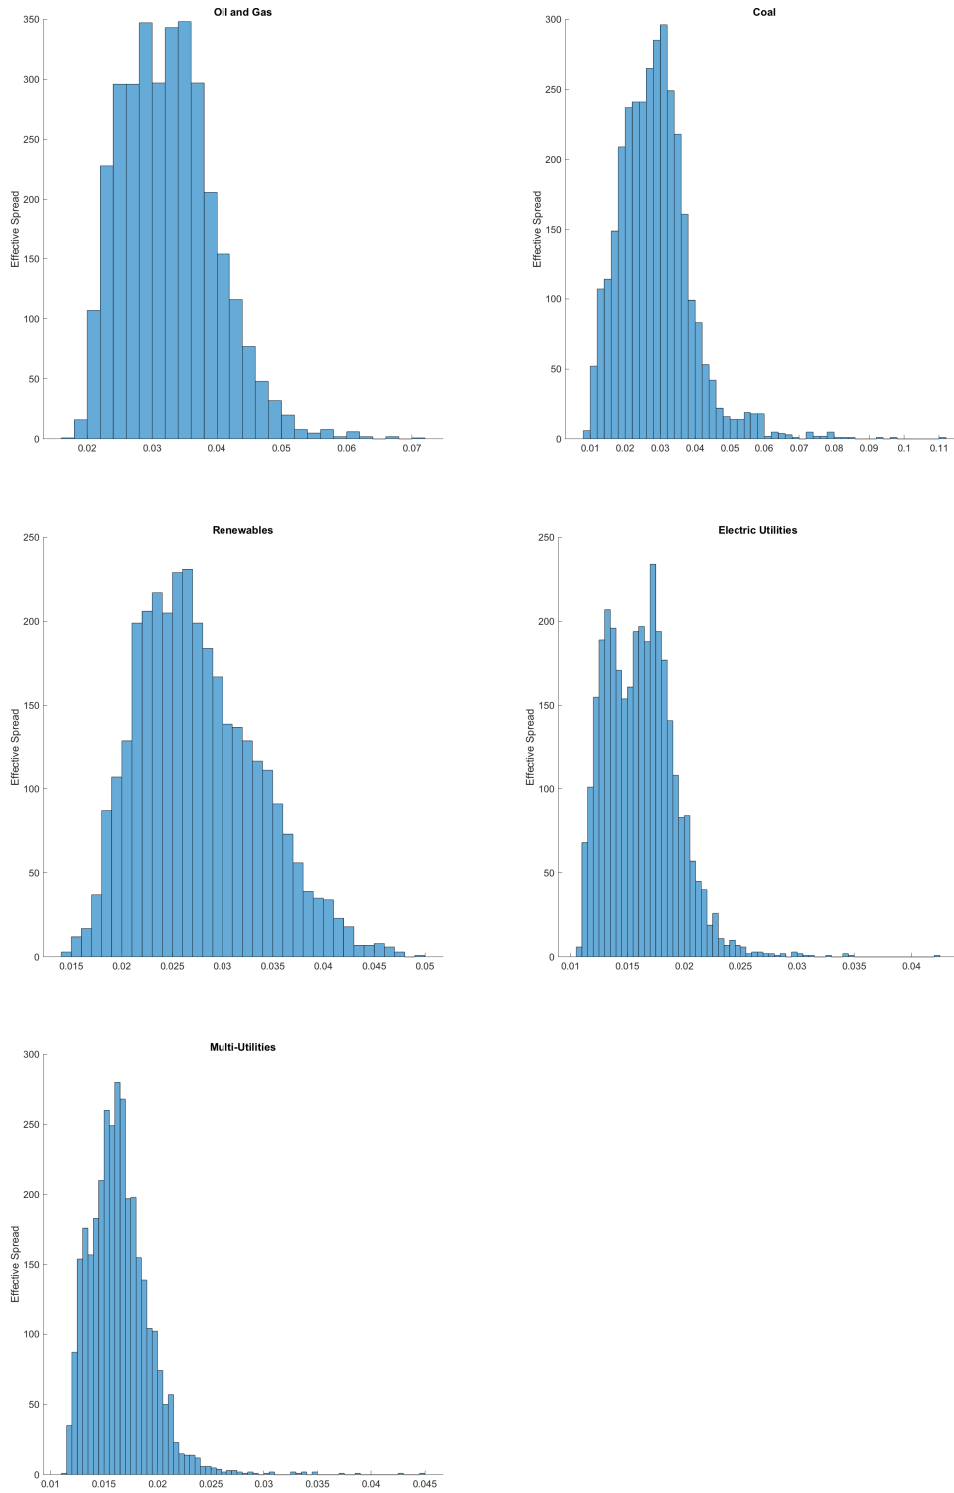 Oil and Gas
350
300
250
200
150
100
50
0
Effective Spread
0.02 0.03 0.04 0.05 0.06 0.07
Coal
300
250
200
150
100
50
0
Effective Spread
0.01 0.02 0.03 0.04 0.05 0.06 0.07 0.08 0.09 0.1 0.11
Renewables
250
200
150
100
50
0
Effective Spread
0.015 0.02 0.025 0.03 0.035 0.04 0.045 0.05
Electric Utilities
250
200
150
100
50
0
Effective Spread
0.01 0.015 0.02 0.025 0.03 0.035 0.04
Multi-Utilities
300
250
200
150
100
50
0
Effective Spread
0.01 0.015 0.02 0.025 0.03 0.035 0.04 0.045